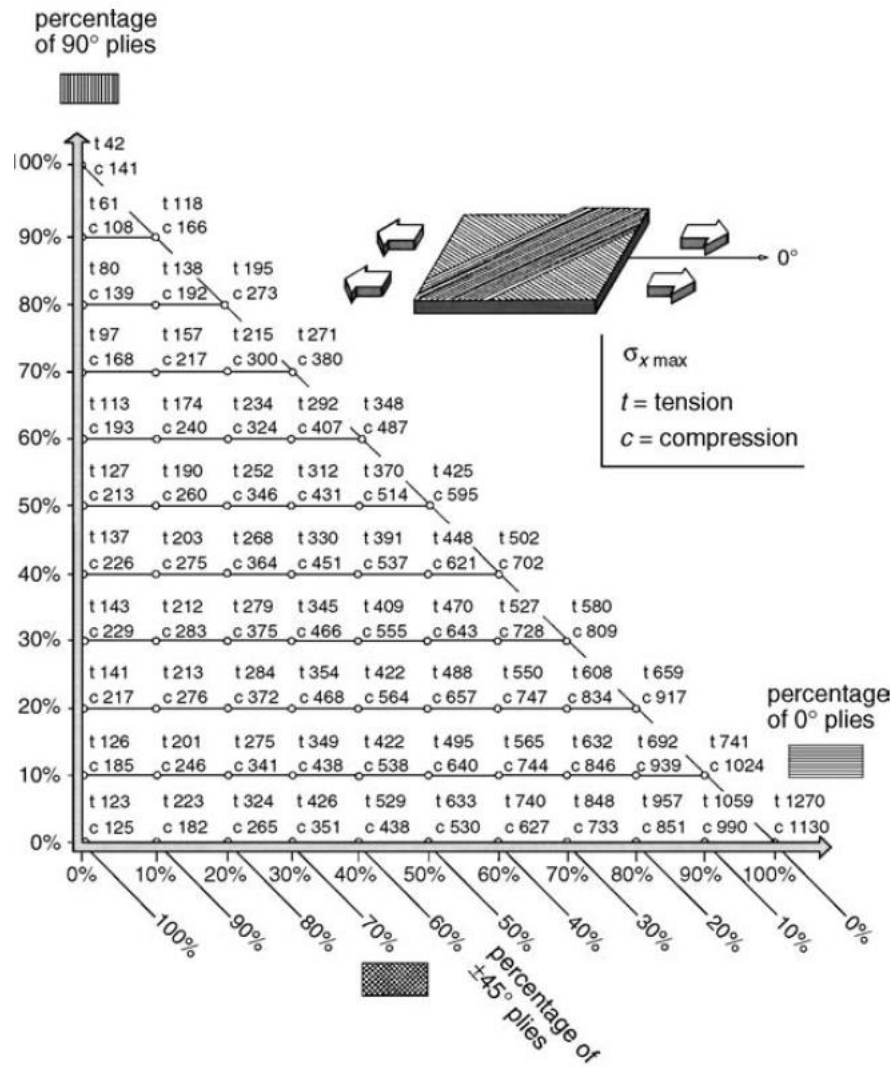 percentage
of 90° plies
t 42
100%
c 141
t 61 t 118
c 108 c 166
90%
t 80 t 138 t 195
c 139 c 192 c 273
80%
0°
t 97 t 157 t 215 t 271
c 168 c 217 c 300 c 380
70%
σx max
t = tension
c = compression
t 113 t 174 t 234 t 292 t 348
c 193 c 240 c 324 c 407 c 487
60%
t 127 t 190 t 252 t 312 t 370 t 425
c 213 c 260 c 346 c 431 c 514 c 595
50%
t 137 t 203 t 268 t 330 t 391 t 448 t 502
c 226 c 275 c 364 c 451 c 537 c 621 c 702
40%
t 143 t 212 t 279 t 345 t 409 t 470 t 527 t 580
c 229 c 283 c 375 c 466 c 555 c 643 c 728 c 809
30%
t 141 t 213 t 284 t 354 t 422 t 488 t 550 t 608 t 659
c 217 c 276 c 372 c 468 c 564 c 657 c 747 c 834 c 917
20%
percentage
of 0° plies
t 126 t 201 t 275 t 349 t 422 t 495 t 565 t 632 t 692 t 741
c 185 c 246 c 341 c 438 c 538 c 640 c 744 c 846 c 939 c 1024
10%
t 123 t 223 t 324 t 426 t 529 t 633 t 740 t 848 t 957 t 1059 t 1270
c 125 c 182 c 265 c 351 c 438 c 530 c 627 c 733 c 851 c 990 c 1130
0%
0% 10% 20% 30% 40% 50% 60% 70% 80% 90% 100%
100% 90% 80% 70% 60% 50% 40% 30% 20% 10% 0%
percentage of
±45° plies